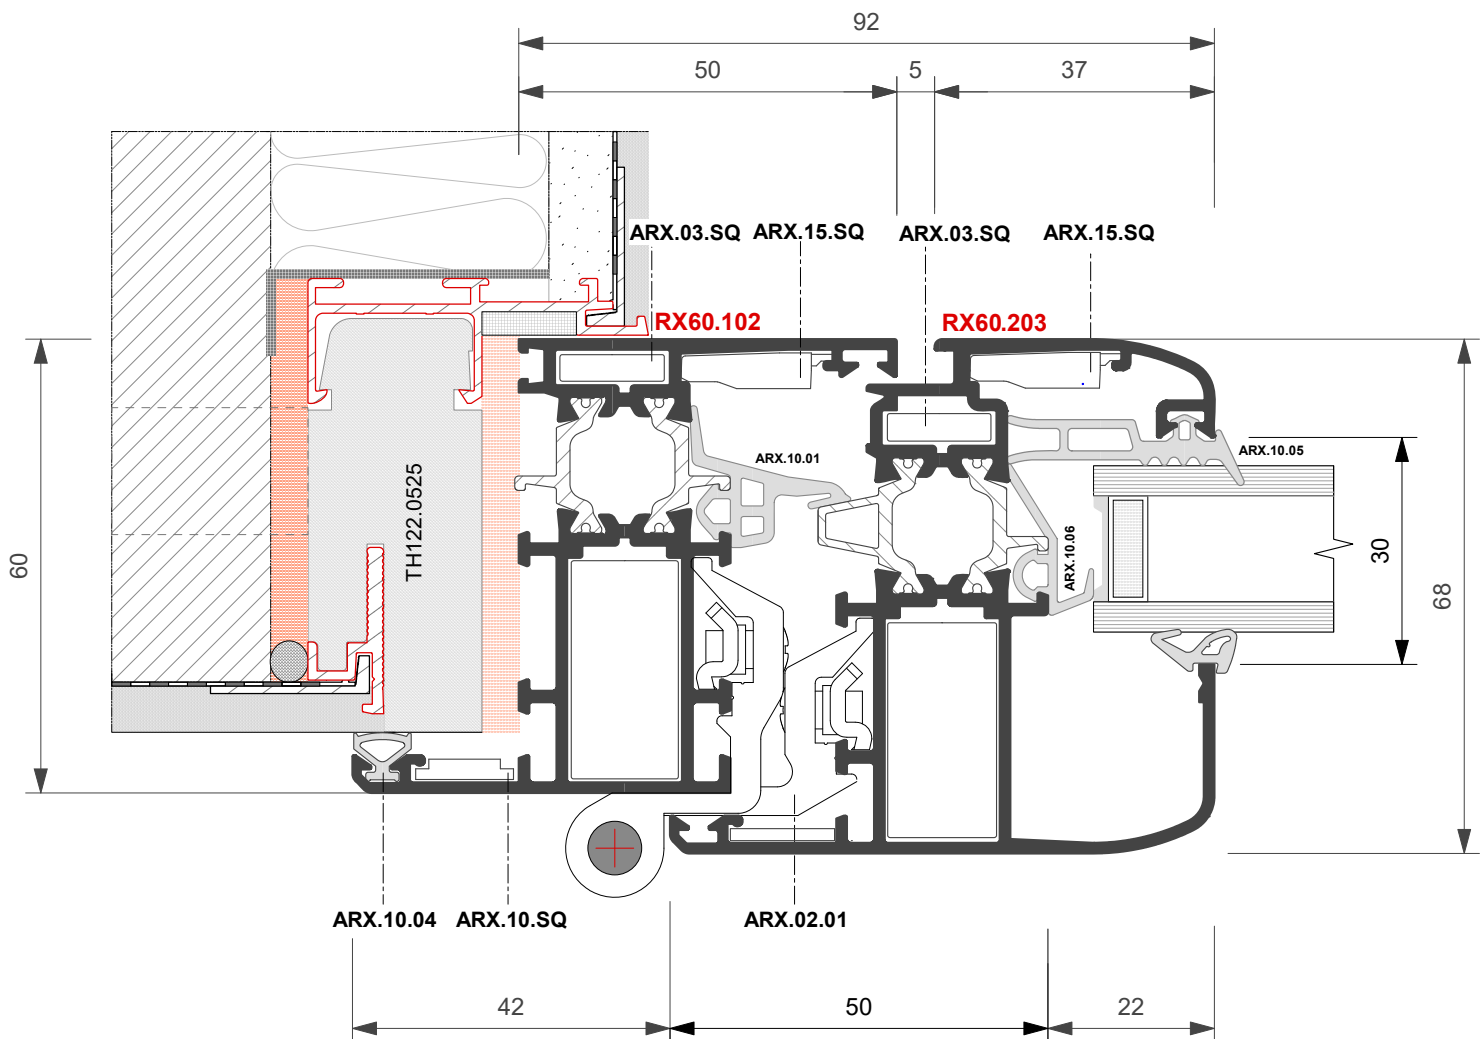 92
50
5
37
ARX.03.SQ
ARX.15.SQ
ARX.03.SQ
ARX.15.SQ
RX60.102
RX60.203
ARX.10.01
ARX.10.05
TH122.0525
ARX.10.06
60
30
68
ARX.10.04
ARX.10.SQ
ARX.02.01
42
50
22